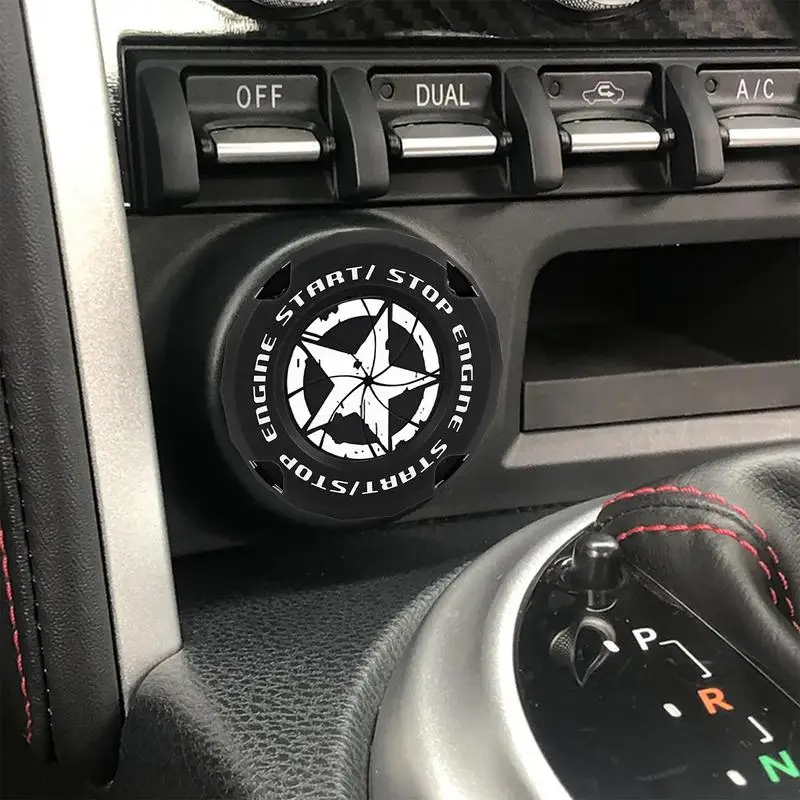 OFF
DUAL
A/C
START/ STOP ENGINE START/STOP ENGINE
P
R
N